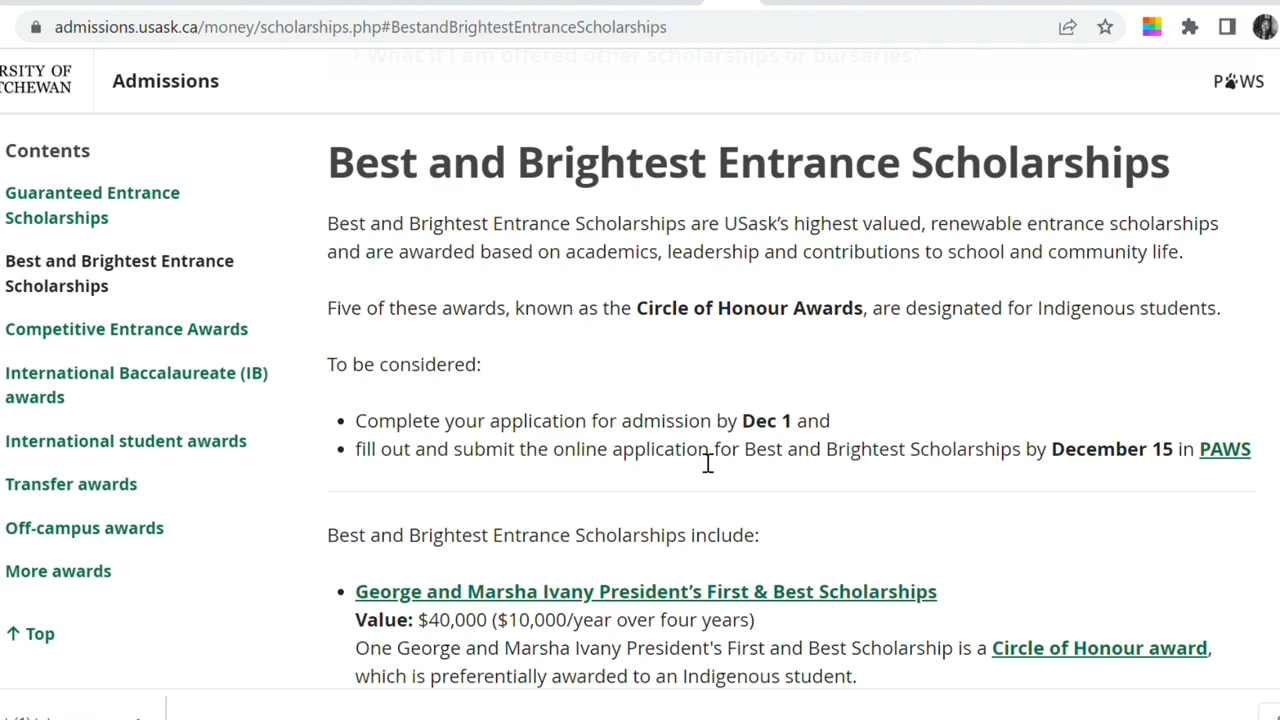 admissions.usask.ca/money/scholarships.php#BestandBrightestEntranceScholarships
What if I am offered other scholarships or bursaries?
RSITY OF
TCHEWAN
Admissions
PAWS
Contents
Guaranteed Entrance
Scholarships
Best and Brightest Entrance
Scholarships
Competitive Entrance Awards
International Baccalaureate (IB)
awards
International student awards
Transfer awards
Off-campus awards
More awards
↑ Top
Best and Brightest Entrance Scholarships
Best and Brightest Entrance Scholarships are USask’s highest valued, renewable entrance scholarships
and are awarded based on academics, leadership and contributions to school and community life.
Five of these awards, known as the Circle of Honour Awards, are designated for Indigenous students.
To be considered:
• Complete your application for admission by Dec 1 and
• fill out and submit the online application for Best and Brightest Scholarships by December 15 in PAWS
Best and Brightest Entrance Scholarships include:
• George and Marsha Ivany President’s First & Best Scholarships
Value: $40,000 ($10,000/year over four years)
One George and Marsha Ivany President's First and Best Scholarship is a Circle of Honour award,
which is preferentially awarded to an Indigenous student.